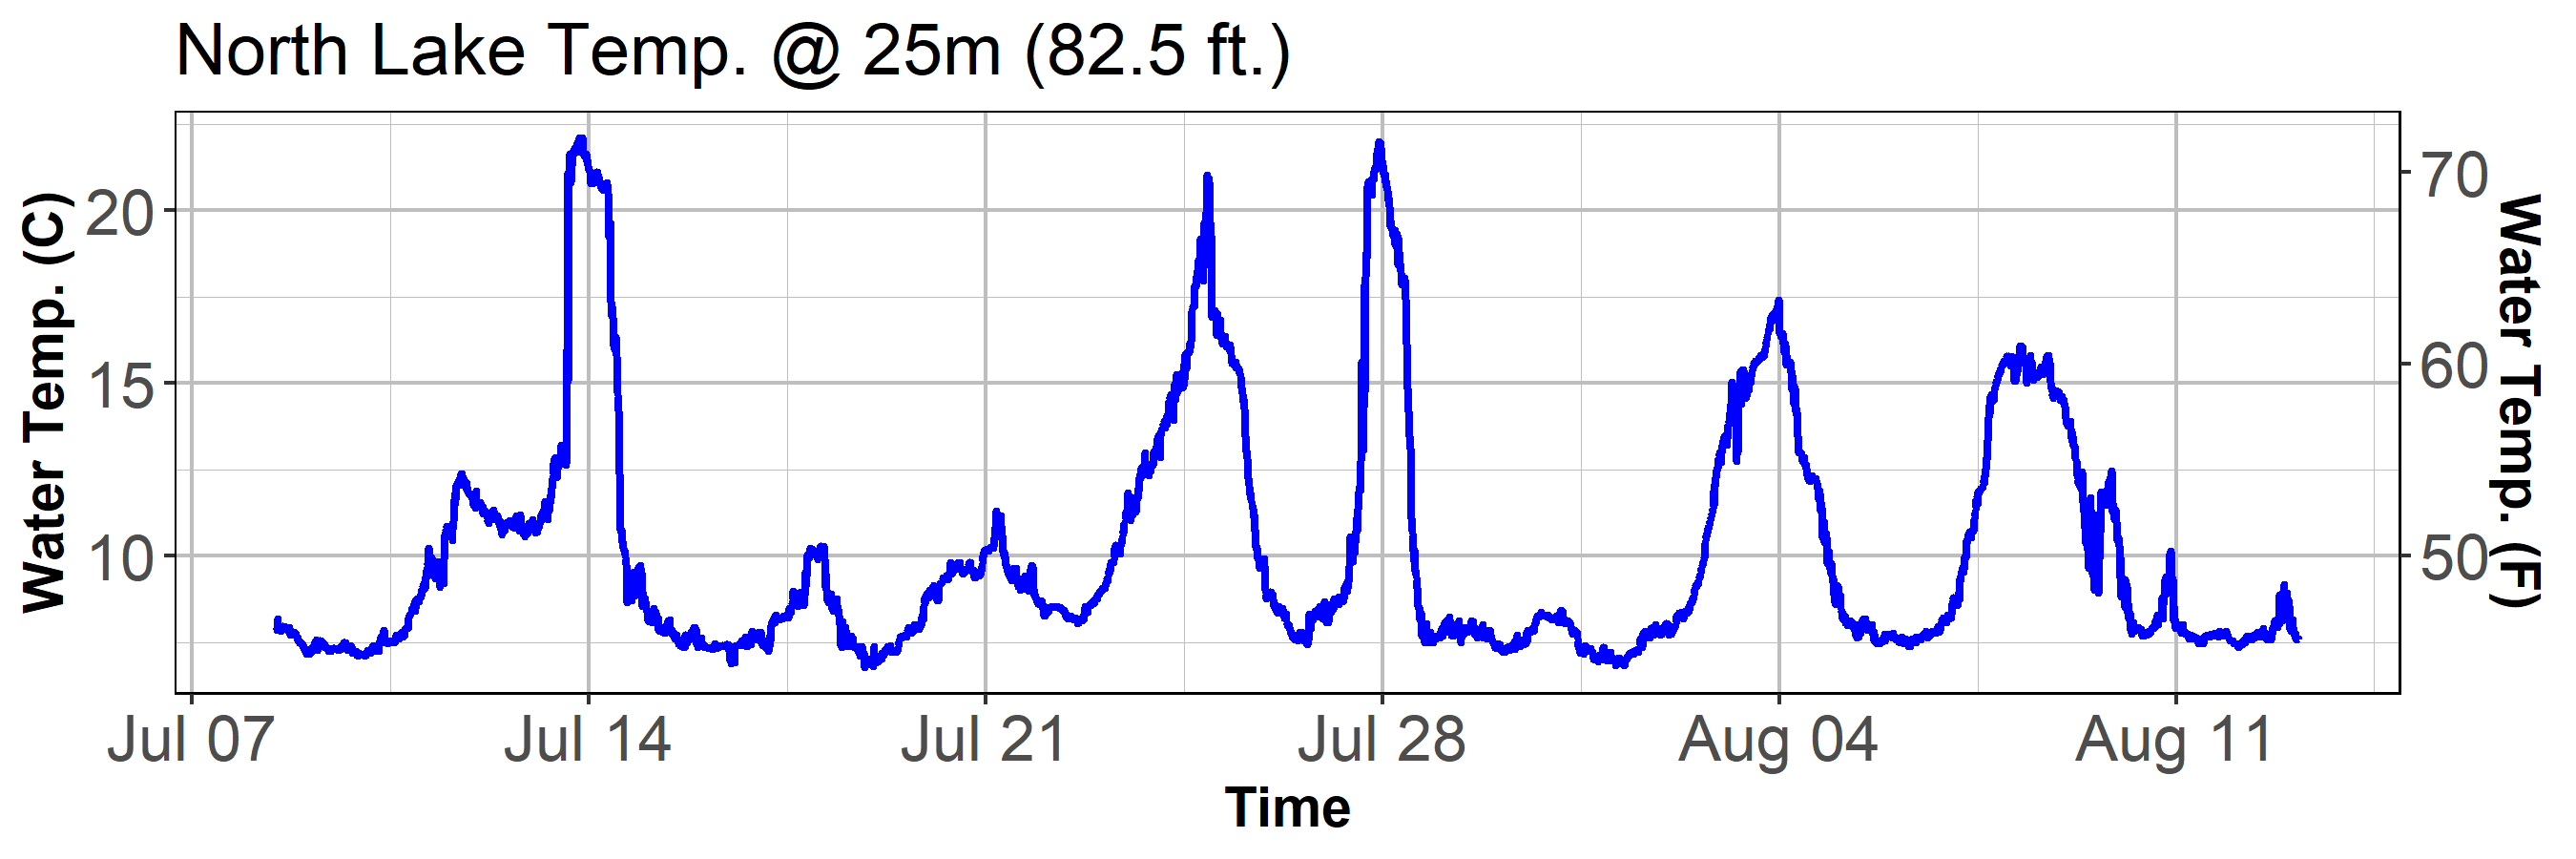 North Lake Temp. @ 25m (82.5 ft.)
Water Temp. (C)
20
15
10
70
60
50
Water Temp. (F)
Jul 07
Jul 14
Jul 21
Jul 28
Aug 04
Aug 11
Time